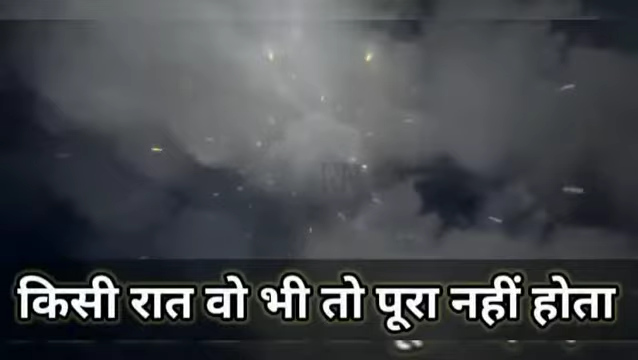 किसी रात वो भी तो पूरा नहीं होता